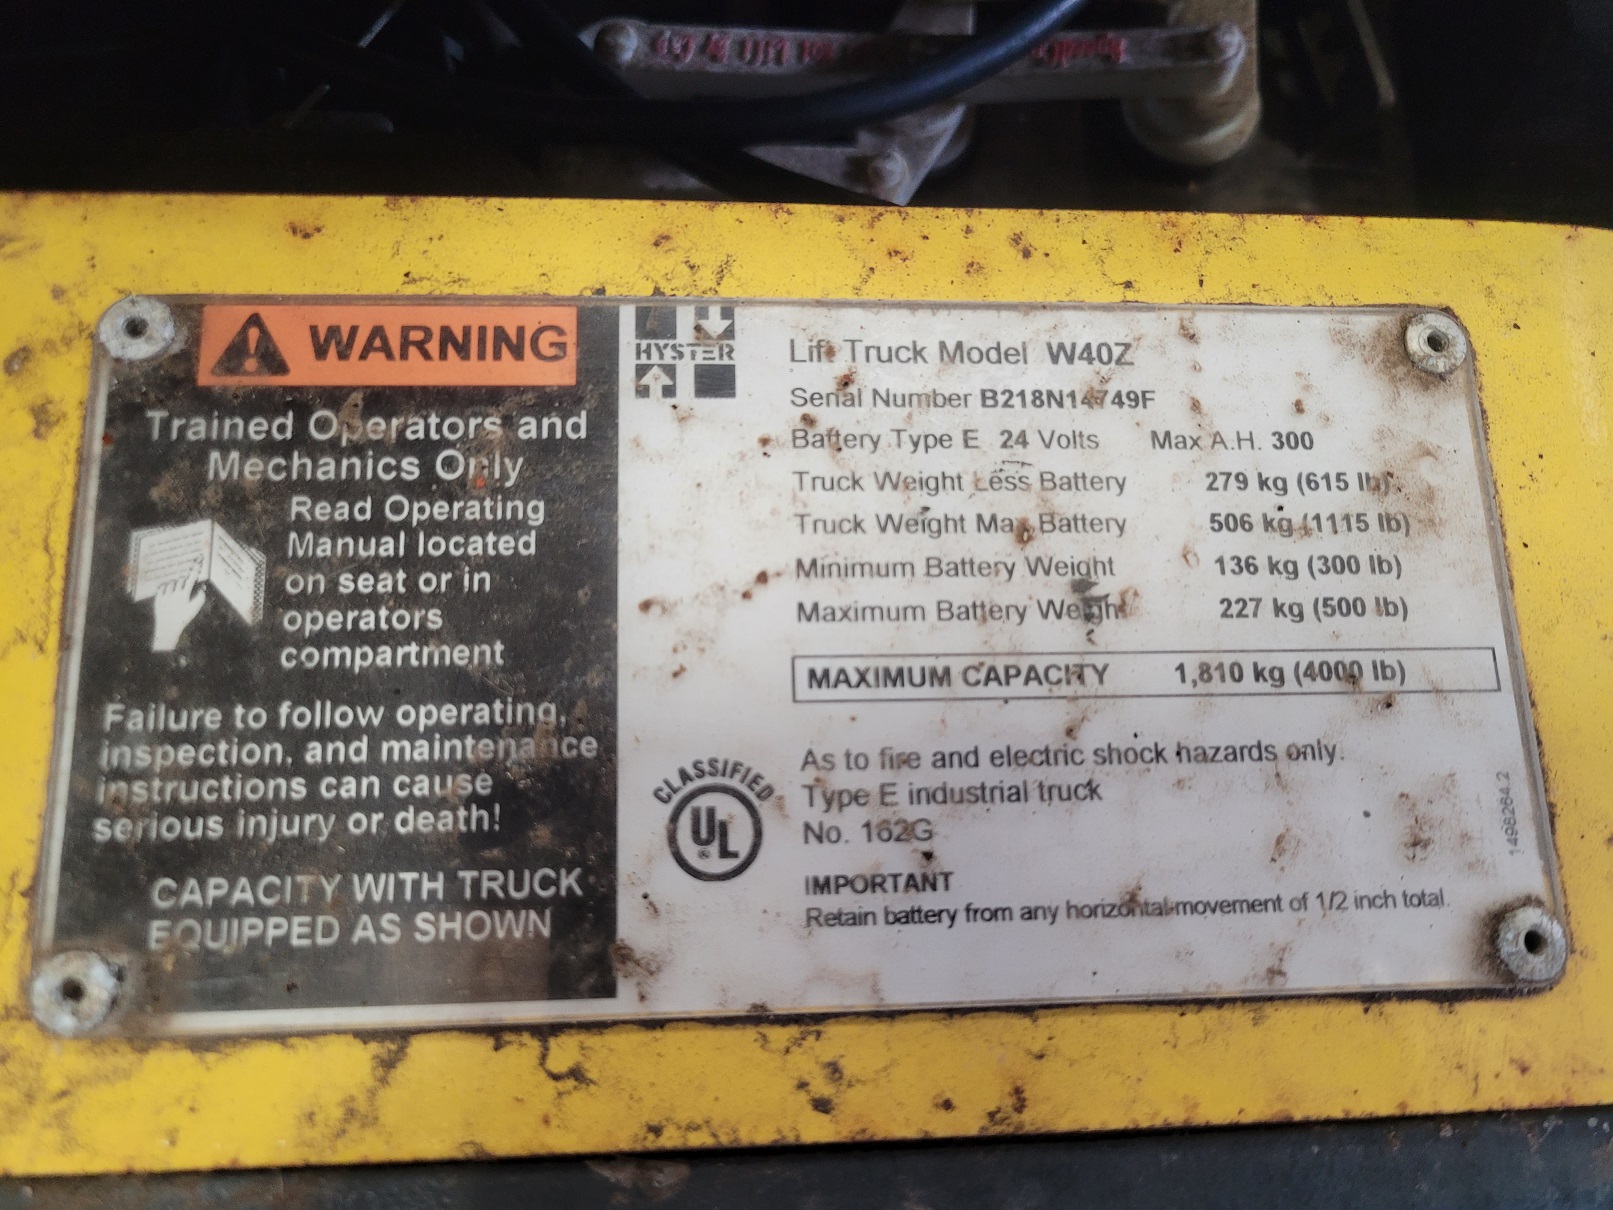 WARNING
Trained Operators and
Mechanics Only
Read Operating
Manual located
on seat or in
operators
compartment
Failure to follow operating,
inspection, and maintenance
instructions can cause
serious injury or death!
CAPACITY WITH TRUCK
EQUIPPED AS SHOWN
HYSTER
Lift Truck Model W40Z
Serial Number B218N14749F
Battery Type E 24 Volts Max A.H. 300
Truck Weight Less Battery 279 kg (615 lb)
Truck Weight Max Battery 506 kg (1115 lb)
Minimum Battery Weight 136 kg (300 lb)
Maximum Battery Weight 227 kg (500 lb)
MAXIMUM CAPACITY 1,810 kg (4000 lb)
CLASSIFIED
UL
®
As to fire and electric shock hazards only.
Type E industrial truck
No. 162G
IMPORTANT
Retain battery from any horizontal movement of 1/2 inch total.
1498264.2